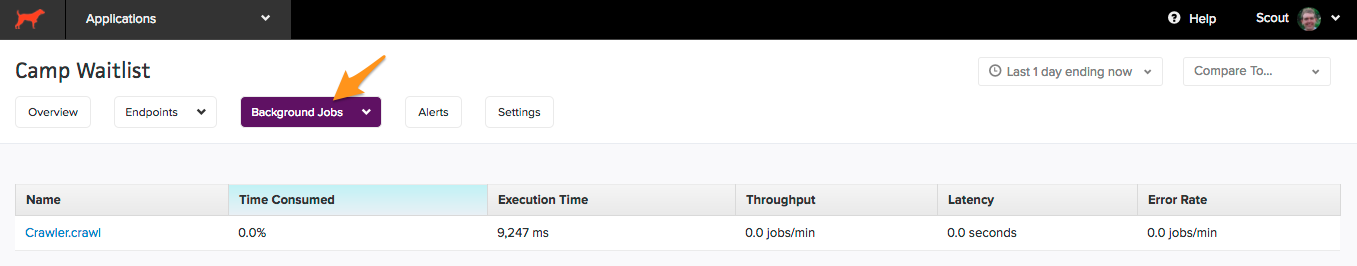 Applications Help Scout
Camp Waitlist Last 1 day ending now Compare To...
Overview Endpoints Background Jobs Alerts Settings
Name Time Consumed Execution Time Throughput Latency Error Rate
Crawler.crawl 0.0% 9,247 ms 0.0 jobs/min 0.0 seconds 0.0 jobs/min